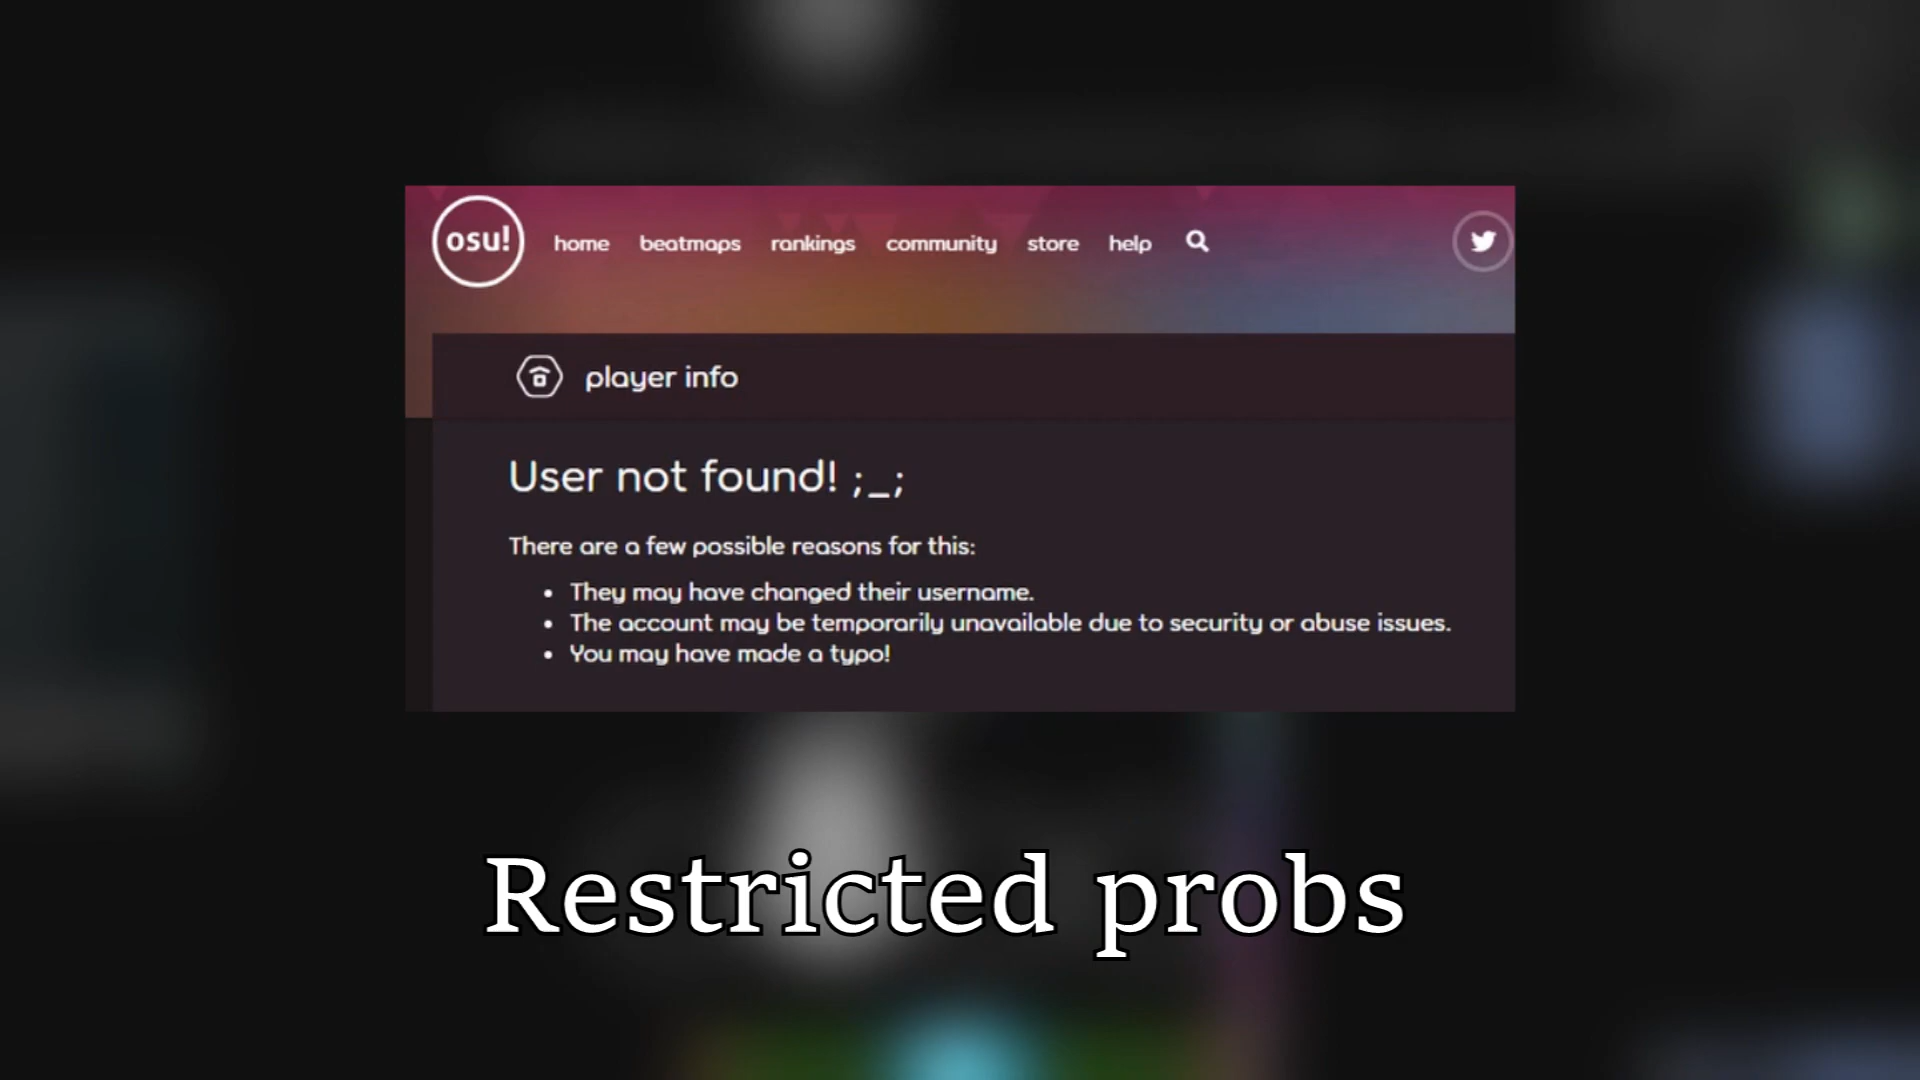 osu! home beatmaps rankings community store help
player info
User not found! ;_;
There are a few possible reasons for this:
• They may have changed their username.
• The account may be temporarily unavailable due to security or abuse issues.
• You may have made a typo!
Restricted probs